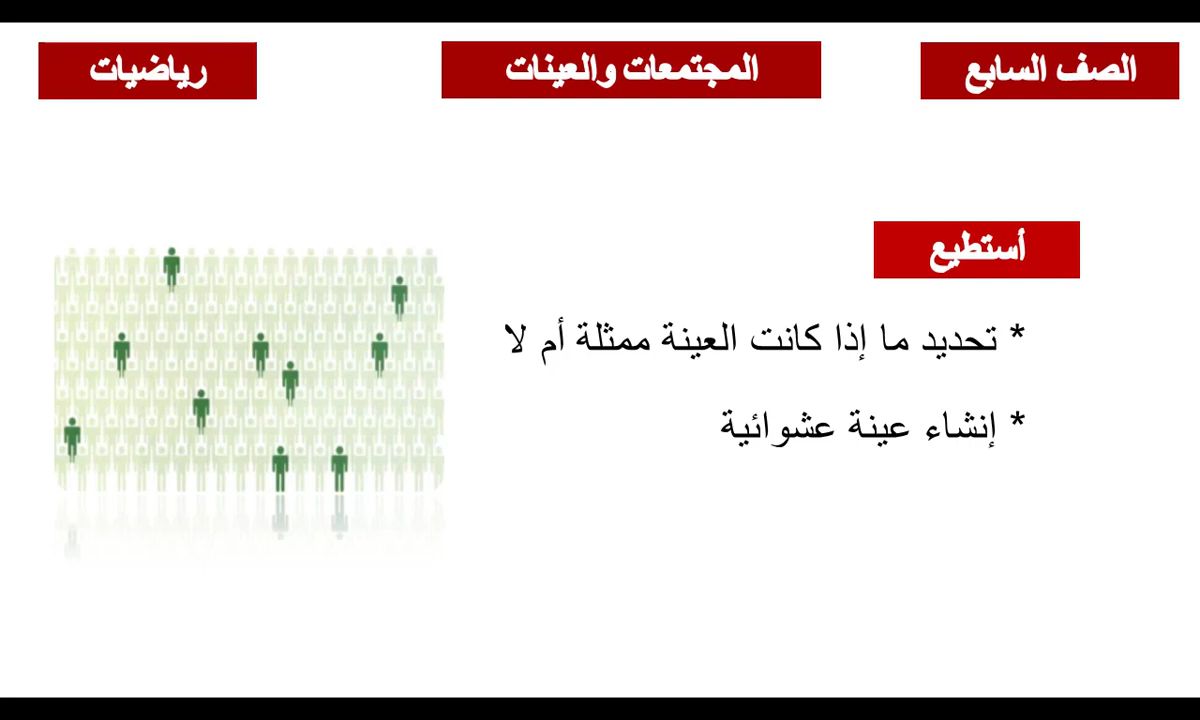 الصف السابع
المجتمعات والعينات
رياضيات
أستطيع
* تحديد ما إذا كانت العينة ممثلة أم لا
* إنشاء عينة عشوائية